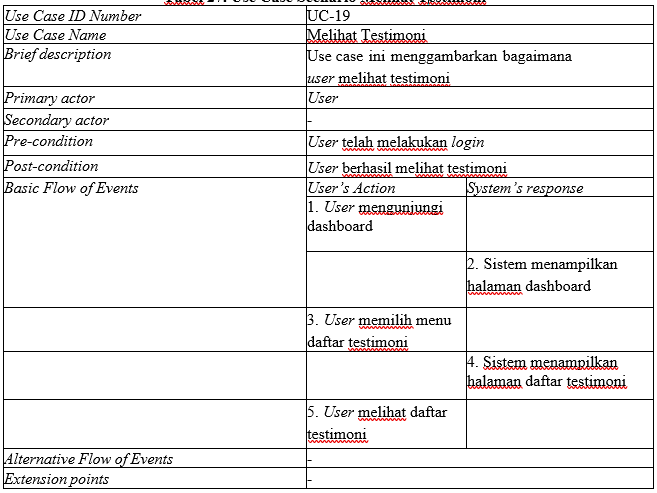 Use Case ID Number UC-19
Use Case Name Melihat Testimoni
Brief description Use case ini menggambarkan bagaimana
user melihat testimoni
Primary actor User
Secondary actor -
Pre-condition User telah melakukan login
Post-condition User berhasil melihat testimoni
Basic Flow of Events User's Action System's response
1. User mengunjungi
dashboard
2. Sistem menampilkan
halaman dashboard
3. User memilih menu
daftar testimoni
4. Sistem menampilkan
halaman daftar testimoni
5. User melihat daftar
testimoni
Alternative Flow of Events -
Extension points -